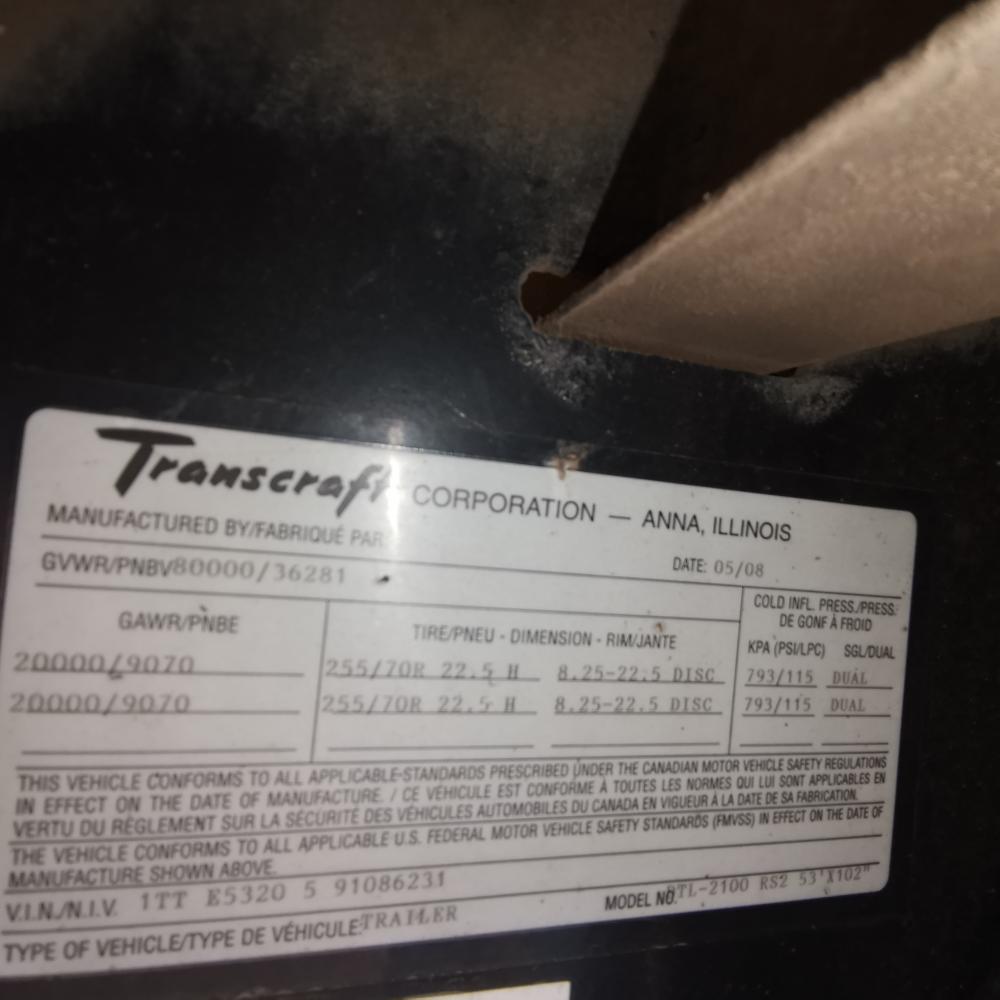 Transcraft CORPORATION — ANNA, ILLINOIS
MANUFACTURED BY/FABRIQUÉ PAR
DATE: 05/08
GVWR/PNBV 80000/36281
GAWR/PNBE TIRE/PNEU - DIMENSION - RIM/JANTE COLD INFL. PRESS./PRESS. DE GONF À FROID
KPA (PSI/LPC) SGL/DUAL
20000/9070 255/70R 22.5 H 8.25-22.5 DISC 793/115 DUAL
20000/9070 255/70R 22.5 H 8.25-22.5 DISC 793/115 DUAL
THIS VEHICLE CONFORMS TO ALL APPLICABLE STANDARDS PRESCRIBED UNDER THE CANADIAN MOTOR VEHICLE SAFETY REGULATIONS
IN EFFECT ON THE DATE OF MANUFACTURE. / CE VÉHICULE EST CONFORME À TOUTES LES NORMES QUI LUI SONT APPLICABLES EN
VERTU DU RÈGLEMENT SUR LA SÉCURITÉ DES VÉHICULES AUTOMOBILES DU CANADA EN VIGUEUR À LA DATE DE SA FABRICATION.
THE VEHICLE CONFORMS TO ALL APPLICABLE U.S. FEDERAL MOTOR VEHICLE SAFETY STANDARDS (FMVSS) IN EFFECT ON THE DATE OF
MANUFACTURE SHOWN ABOVE.
V.I.N./N.I.V. 1TT E5320 5 91086231 MODEL NO. DTL-2100 RS2 53'X102"
TYPE OF VEHICLE/TYPE DE VÉHICULE: TRAILER